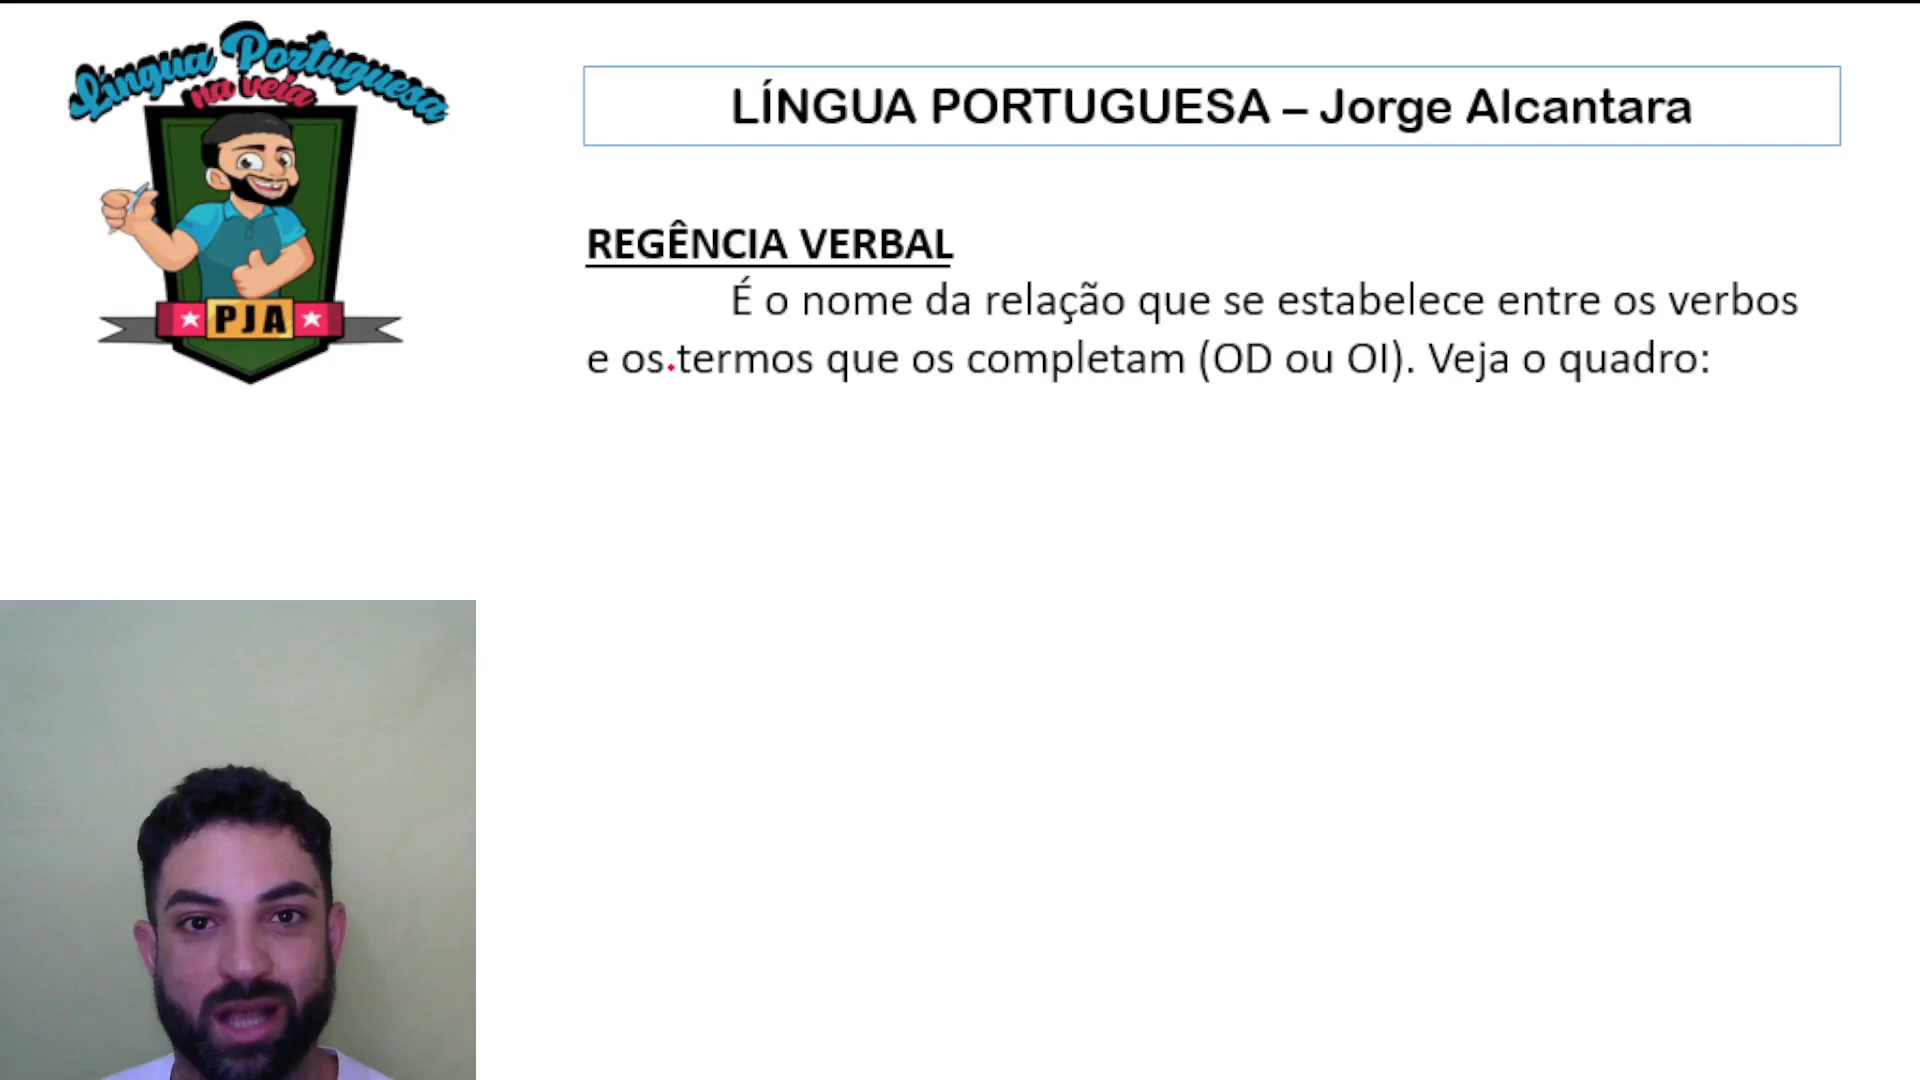 Língua Portuguesa
na veia
PJA
LÍNGUA PORTUGUESA – Jorge Alcantara
REGÊNCIA VERBAL
É o nome da relação que se estabelece entre os verbos
e os termos que os completam (OD ou OI). Veja o quadro: